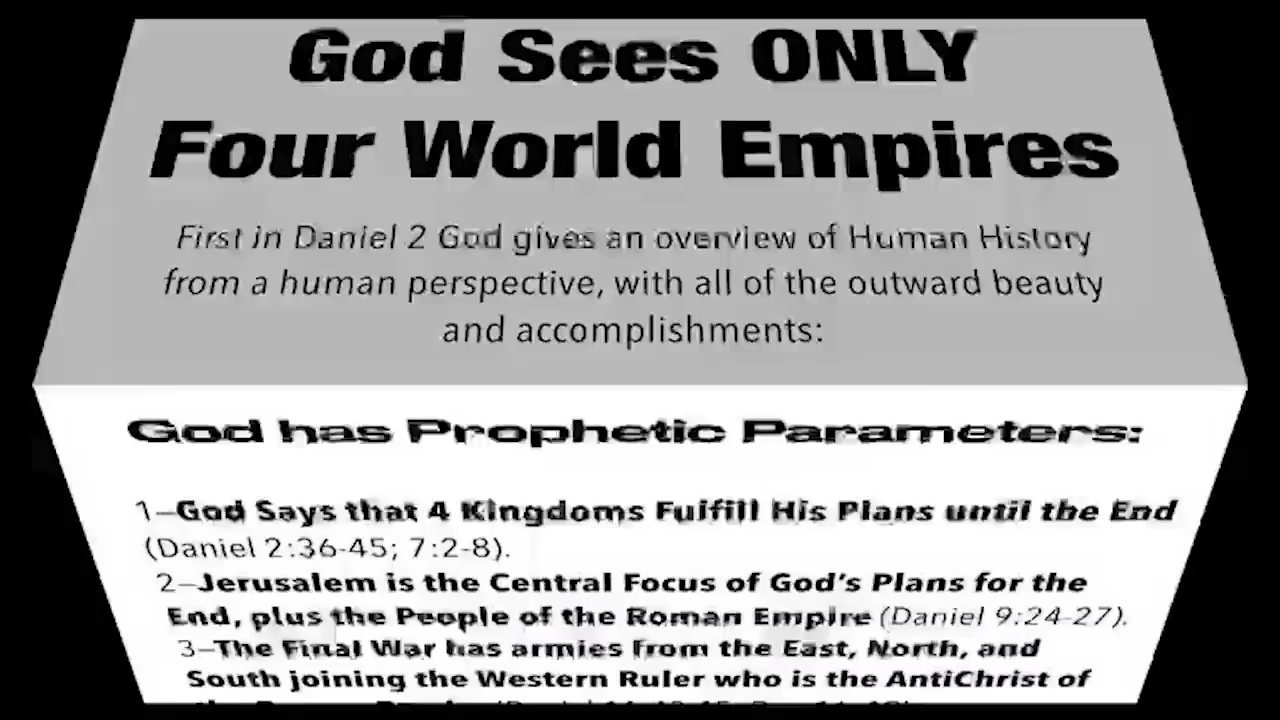 God Sees ONLY
Four World Empires
First in Daniel 2 God gives an overview of Human History
from a human perspective, with all of the outward beauty
and accomplishments:
God has Prophetic Parameters:
1–God Says that 4 Kingdoms Fulfill His Plans until the End
(Daniel 2:36-45; 7:2-8).
2–Jerusalem is the Central Focus of God's Plans for the
End, plus the People of the Roman Empire (Daniel 9:24-27).
3–The Final War has armies from the East, North, and
South joining the Western Ruler who is the AntiChrist of